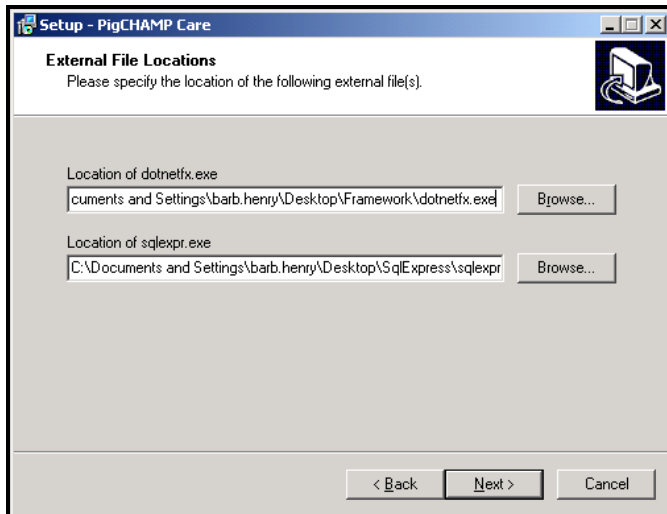 Setup - PigCHAMP Care
External File Locations
Please specify the location of the following external file(s).
Location of dotnetfx.exe
cuments and Settings\barb.henry\Desktop\Framework\dotnetfx.exe
Browse...
Location of sqlexpr.exe
C:\Documents and Settings\barb.henry\Desktop\SqlExpress\sqlexpr
Browse...
< Back
Next >
Cancel